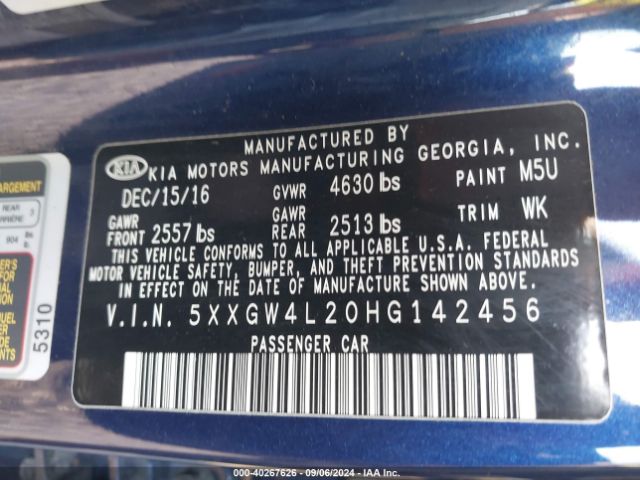 MANUFACTURED BY
KIA KIA MOTORS MANUFACTURING GEORGIA, INC.
DEC/15/16 GVWR 4630 lbs PAINT M5U
GAWR FRONT 2557 lbs GAWR REAR 2513 lbs TRIM WK
THIS VEHICLE CONFORMS TO ALL APPLICABLE U.S.A. FEDERAL
MOTOR VEHICLE SAFETY, BUMPER, AND THEFT PREVENTION STANDARDS
IN EFFECT ON THE DATE OF MANUFACTURE SHOWN ABOVE.
V.I.N. 5XXGW4L20HG142456
PASSENGER CAR
ARGEMENT
REAR
904
5310
000-40267626 - 09/06/2024 - IAA Inc.